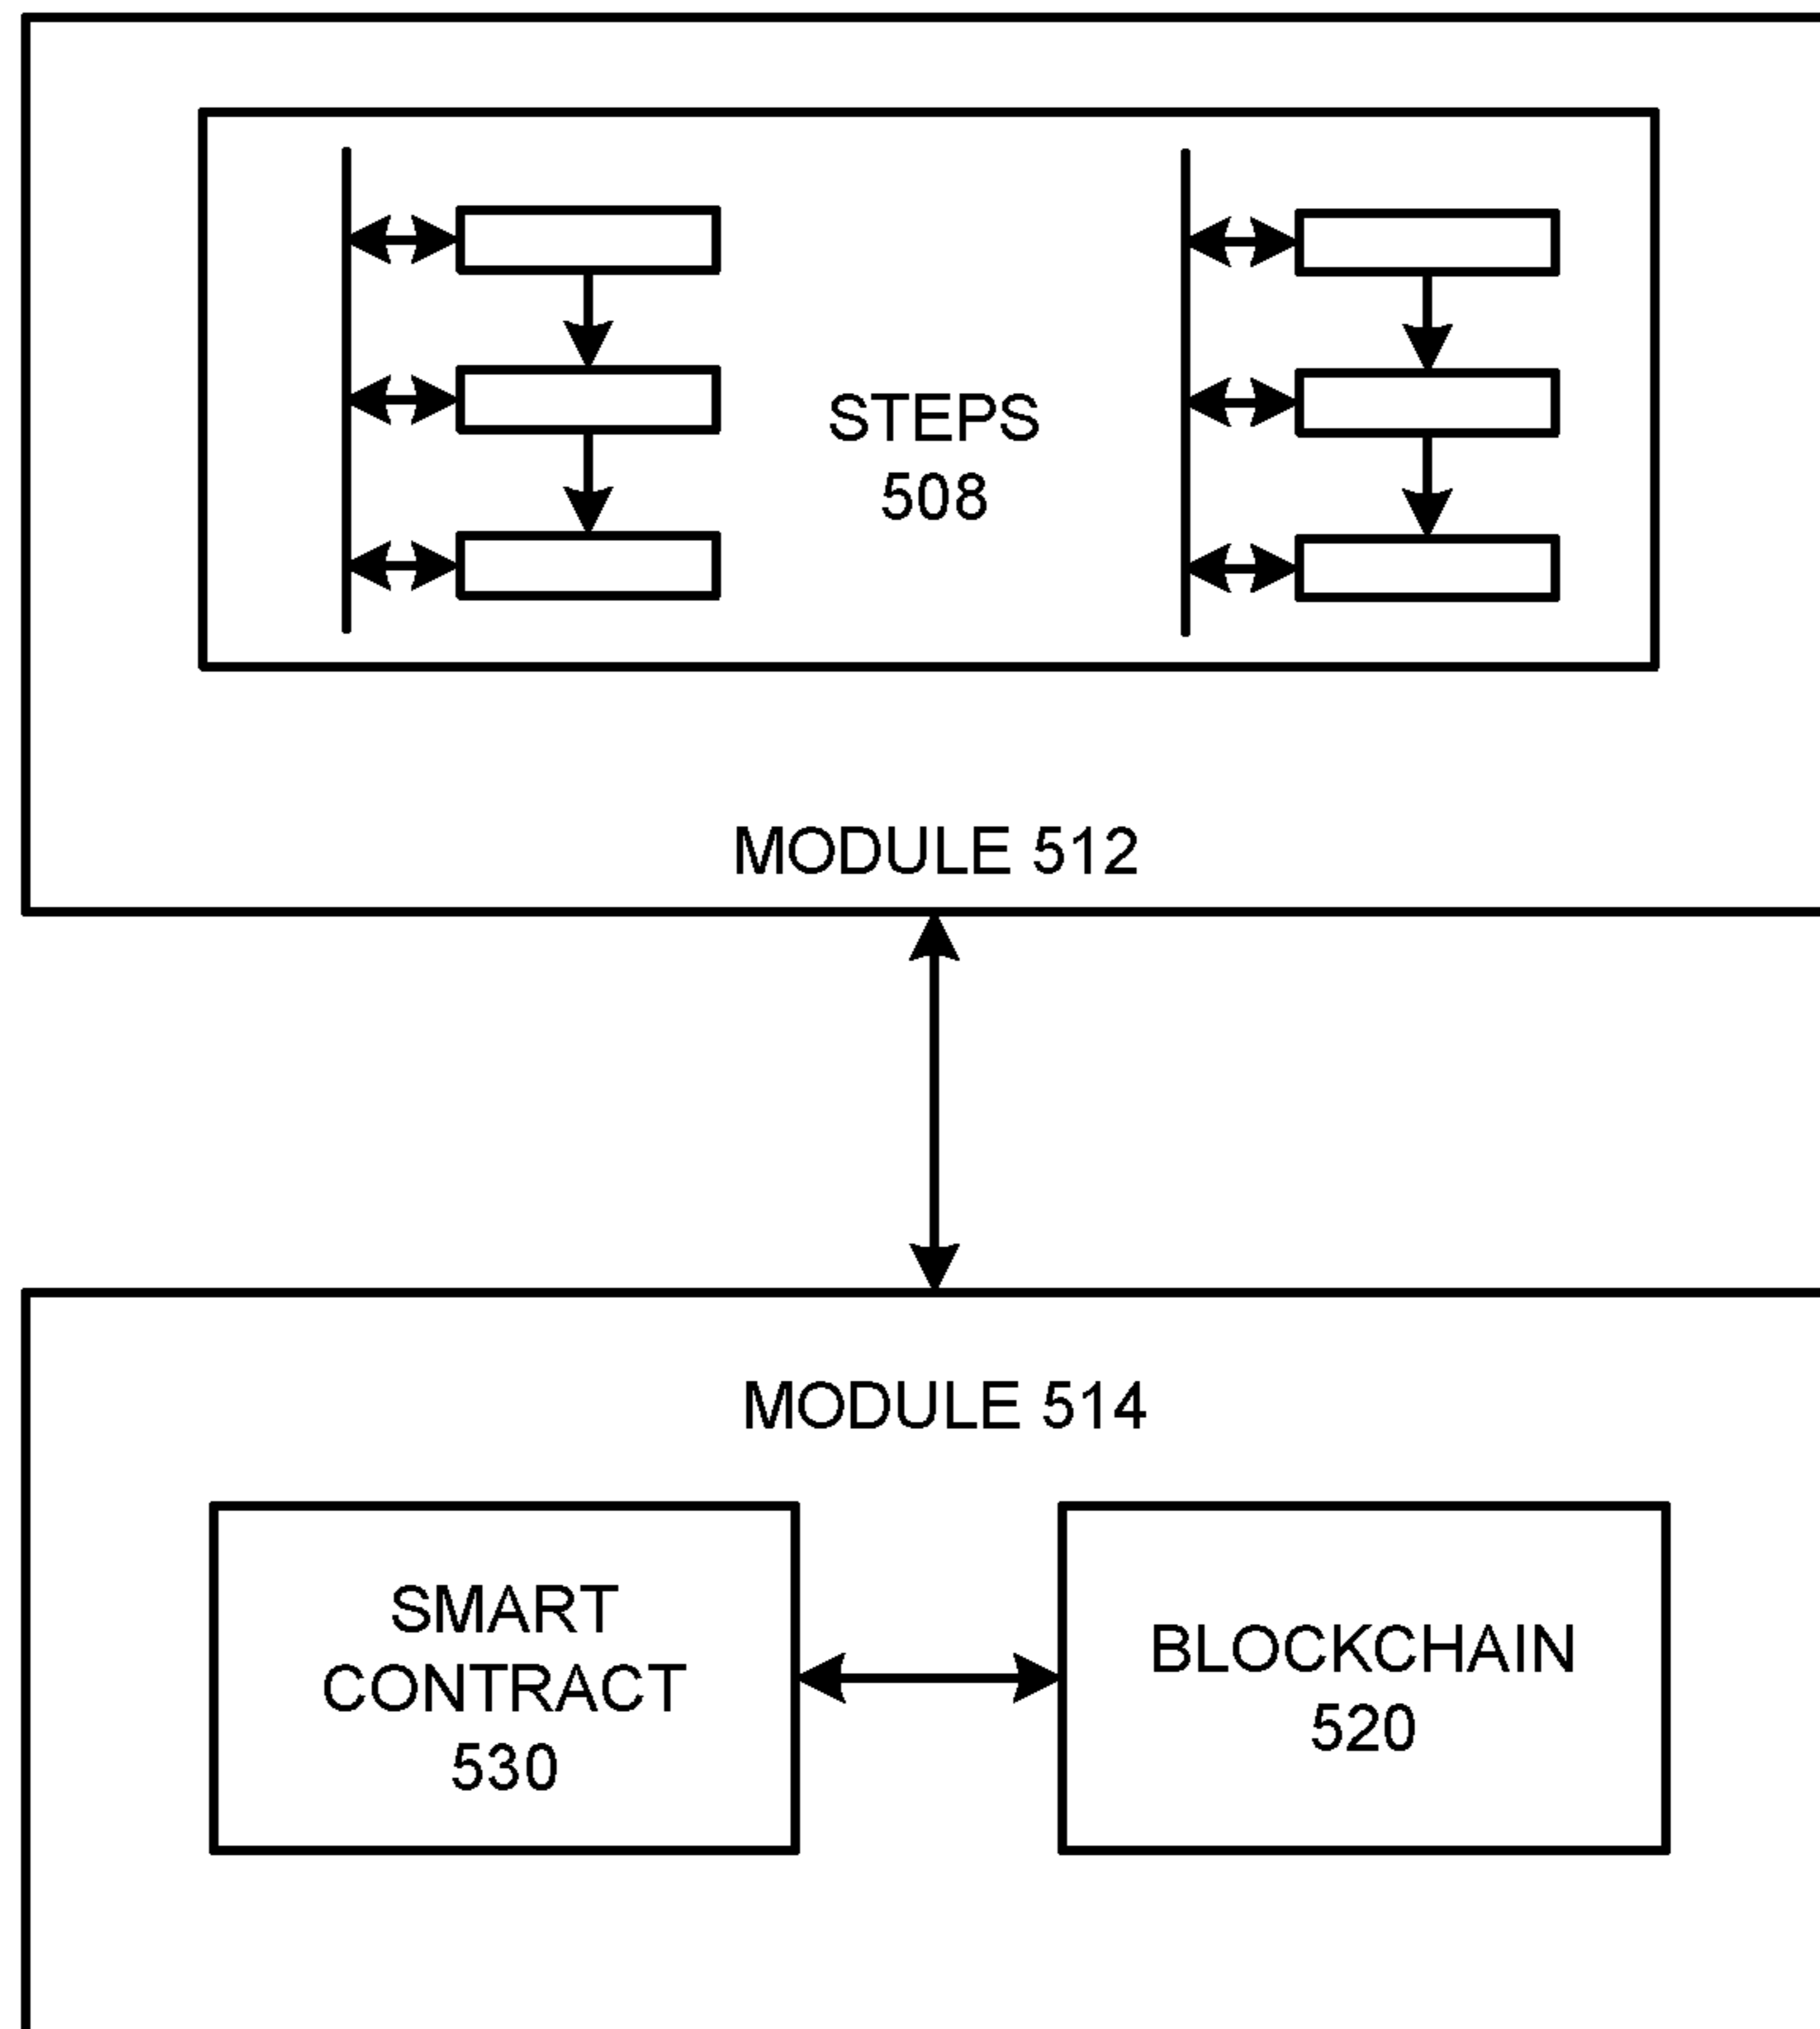 STEPS
508
MODULE 512
MODULE 514
SMART
CONTRACT
530
BLOCKCHAIN
520